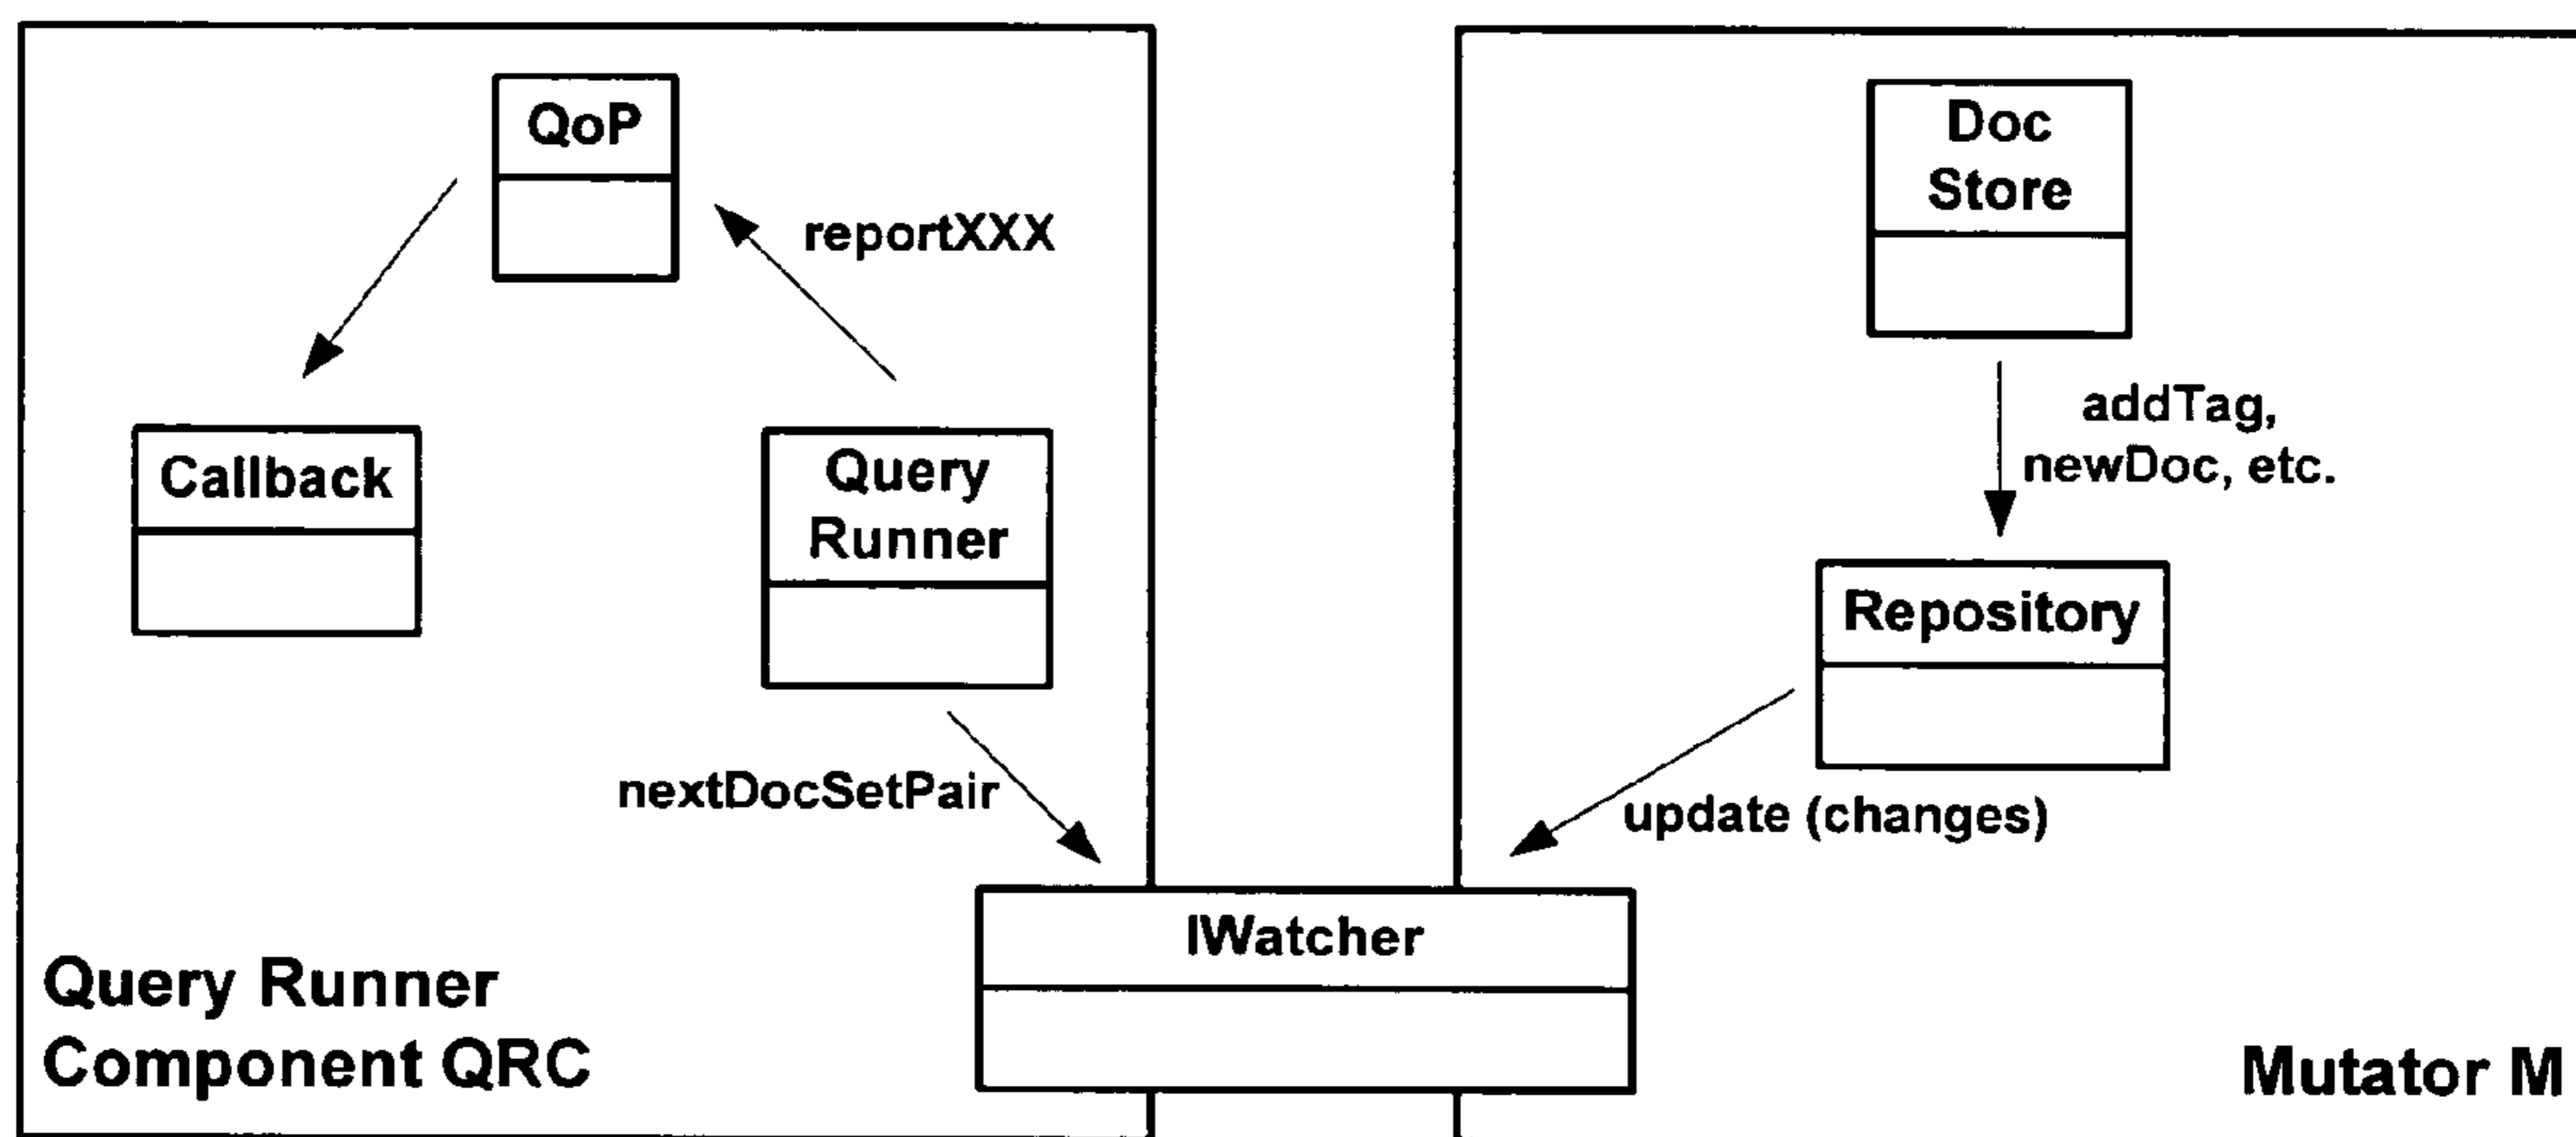 QoP
reportXXX
Callback
Query
Runner
nextDocSetPair
Query Runner
Component QRC
IWatcher
Doc
Store
addTag,
newDoc, etc.
Repository
update (changes)
Mutator M